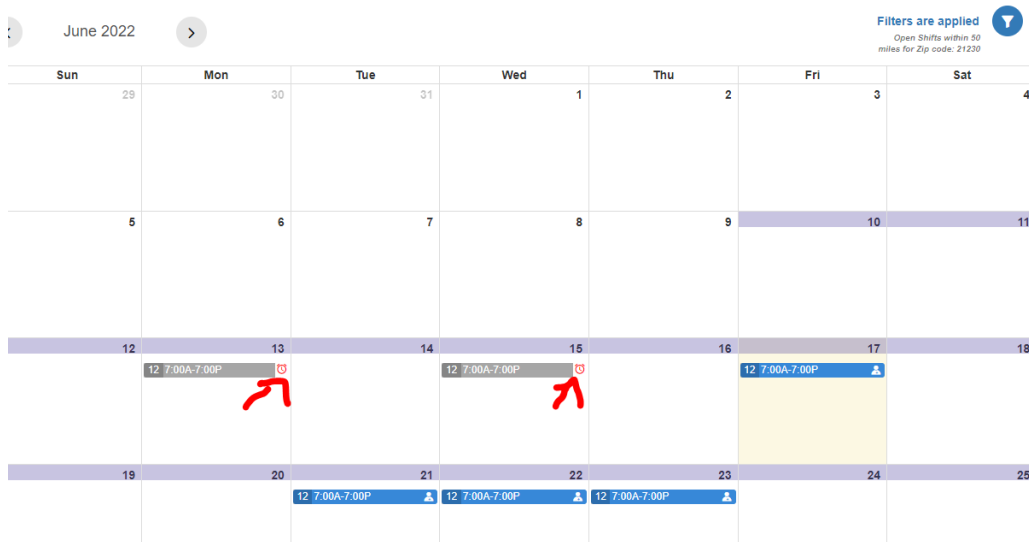 June 2022
Filters are applied
Open Shifts within 50
miles for Zip code: 21230
Sun Mon Tue Wed Thu Fri Sat
29 30 31 1 2 3 4
5 6 7 8 9 10 11
12 13 14 15 16 17 18
12 7:00A-7:00P 12 7:00A-7:00P 12 7:00A-7:00P
19 20 21 22 23 24 25
12 7:00A-7:00P 12 7:00A-7:00P 12 7:00A-7:00P